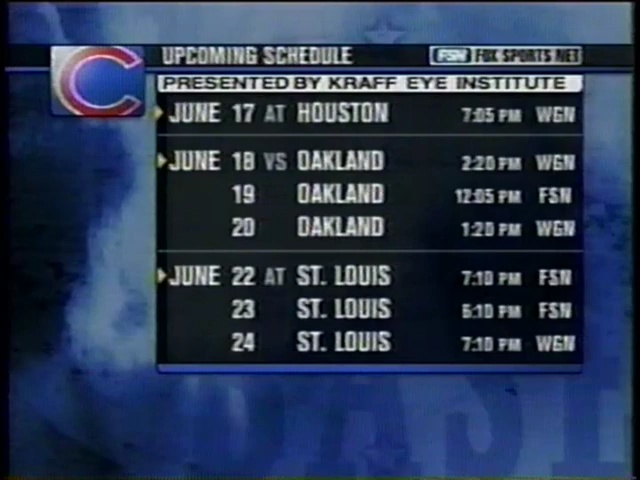 UPCOMING SCHEDULE FSN FOX SPORTS NET
C
PRESENTED BY KRAFF EYE INSTITUTE
JUNE 17 AT HOUSTON 7:05 PM WGN
JUNE 18 VS OAKLAND 2:20 PM WGN
19 OAKLAND 12:05 PM FSN
20 OAKLAND 1:20 PM WGN
JUNE 22 AT ST. LOUIS 7:10 PM FSN
23 ST. LOUIS 6:10 PM FSN
24 ST. LOUIS 7:10 PM WGN